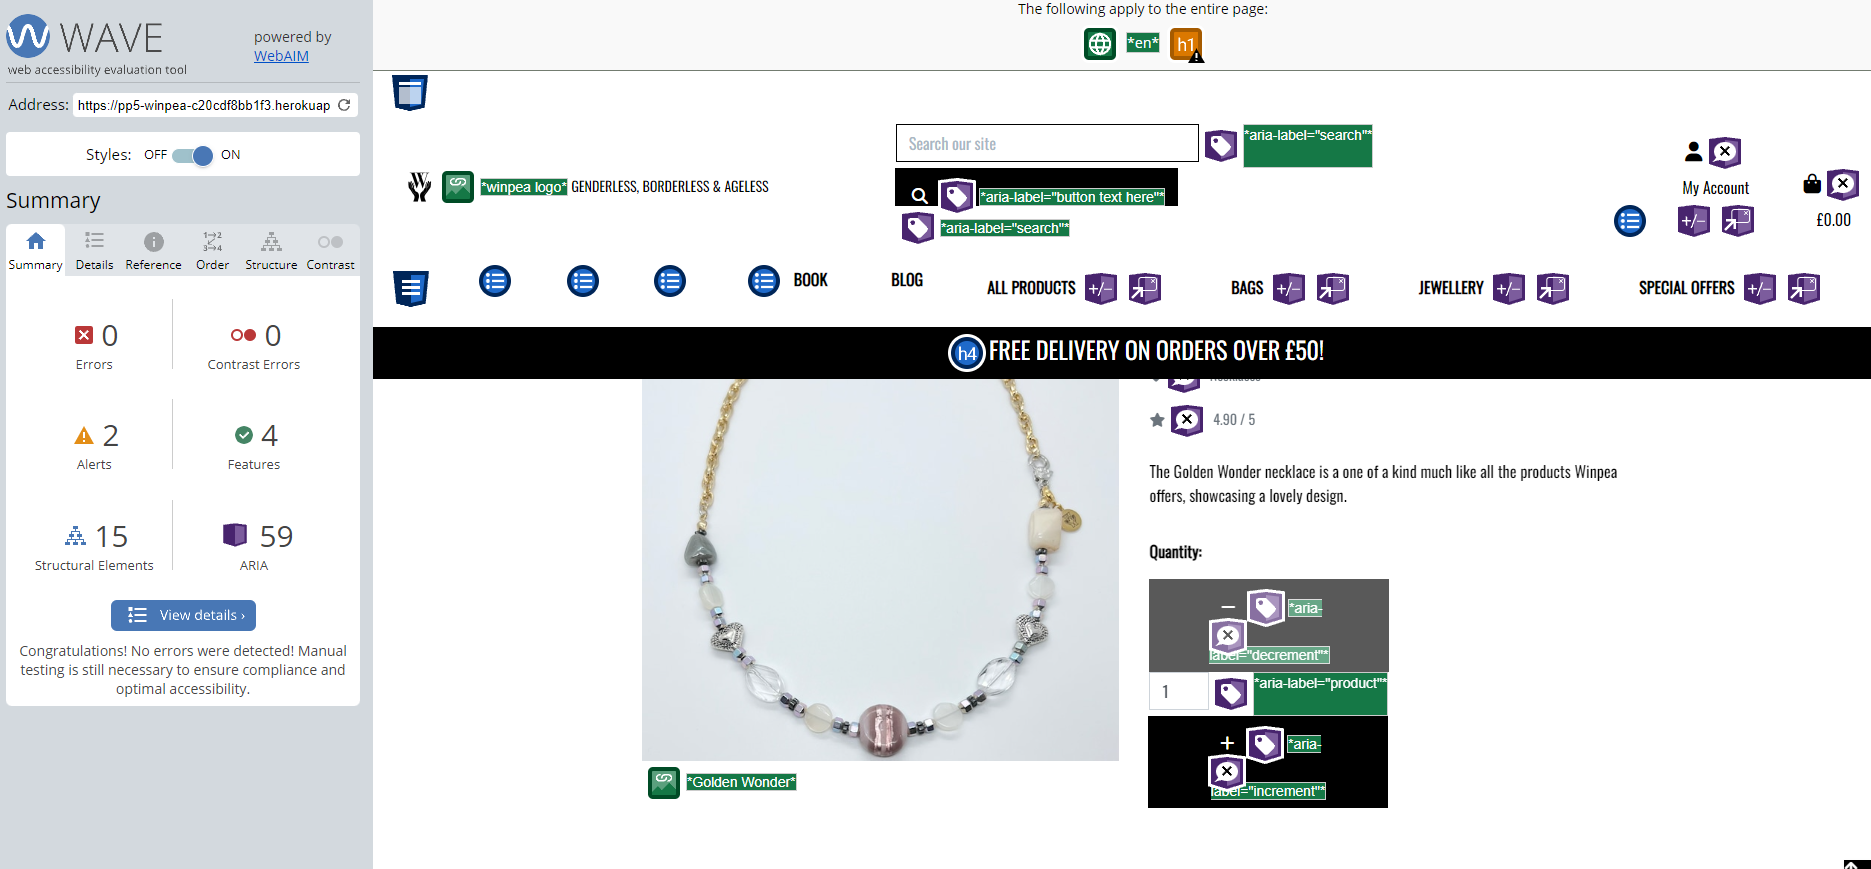 WAVE
web accessibility evaluation tool
powered by
WebAIM
Address: https://pp5-winpea-c20cdf8bb1f3.herokuap
Styles: OFF ON
Summary
Summary Details Reference Order Structure Contrast
0 Errors
0 Contrast Errors
2 Alerts
4 Features
15 Structural Elements
59 ARIA
View details ›
Congratulations! No errors were detected! Manual
testing is still necessary to ensure compliance and
optimal accessibility.
The following apply to the entire page:
*en* h1
Search our site
*aria-label="search"*
*winpea logo* GENDERLESS, BORDERLESS & AGELESS
*aria-label="button text here"*
*aria-label="search"*
My Account
£0.00
BOOK BLOG ALL PRODUCTS BAGS JEWELLERY SPECIAL OFFERS
h4 FREE DELIVERY ON ORDERS OVER £50!
4.90 / 5
The Golden Wonder necklace is a one of a kind much like all the products Winpea
offers, showcasing a lovely design.
Quantity:
− *aria-
label="decrement"*
1 *aria-label="product"*
+ *aria-
label="increment"*
*Golden Wonder*